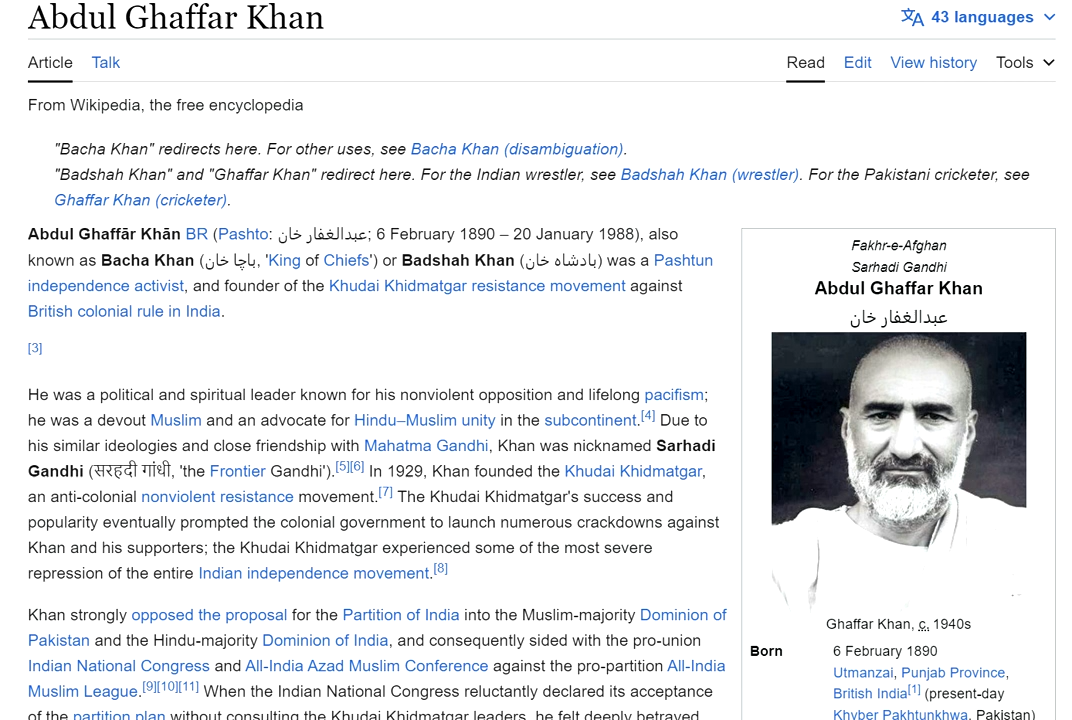 Abdul Ghaffar Khan
43 languages
Article Talk
Read Edit View history Tools
From Wikipedia, the free encyclopedia
"Bacha Khan" redirects here. For other uses, see Bacha Khan (disambiguation).
"Badshah Khan" and "Ghaffar Khan" redirect here. For the Indian wrestler, see Badshah Khan (wrestler). For the Pakistani cricketer, see
Ghaffar Khan (cricketer).
Abdul Ghaffār Khān BR (Pashto: عبدالغفار خان; 6 February 1890 – 20 January 1988), also
known as Bacha Khan (باچا خان, 'King of Chiefs') or Badshah Khan (بادشاه خان) was a Pashtun
independence activist, and founder of the Khudai Khidmatgar resistance movement against
British colonial rule in India.
[3]
He was a political and spiritual leader known for his nonviolent opposition and lifelong pacifism;
he was a devout Muslim and an advocate for Hindu–Muslim unity in the subcontinent.[4] Due to
his similar ideologies and close friendship with Mahatma Gandhi, Khan was nicknamed Sarhadi
Gandhi (सरहदी गांधी, 'the Frontier Gandhi').[5][6] In 1929, Khan founded the Khudai Khidmatgar,
an anti-colonial nonviolent resistance movement.[7] The Khudai Khidmatgar's success and
popularity eventually prompted the colonial government to launch numerous crackdowns against
Khan and his supporters; the Khudai Khidmatgar experienced some of the most severe
repression of the entire Indian independence movement.[8]
Khan strongly opposed the proposal for the Partition of India into the Muslim-majority Dominion of
Pakistan and the Hindu-majority Dominion of India, and consequently sided with the pro-union
Indian National Congress and All-India Azad Muslim Conference against the pro-partition All-India
Muslim League.[9][10][11] When the Indian National Congress reluctantly declared its acceptance
of the partition plan without consulting the Khudai Khidmatgar leaders, he felt deeply betrayed,
Fakhr-e-Afghan
Sarhadi Gandhi
Abdul Ghaffar Khan
عبدالغفار خان
Ghaffar Khan, c. 1940s
Born 6 February 1890
Utmanzai, Punjab Province,
British India[1] (present-day
Khyber Pakhtunkhwa, Pakistan)